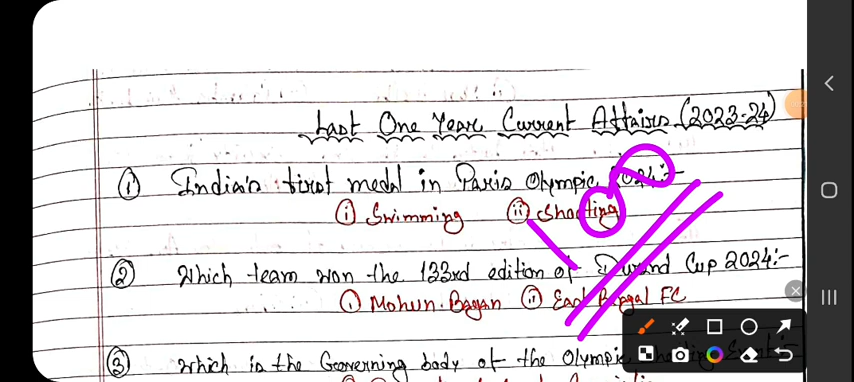 Last One Year Current Affairs (2023-24)
① India's first medal in Paris Olympic 2024:-
ⓘ Swimming ⓘⓘ Shooting
② Which team won the 133rd edition of Durand Cup 2024:-
ⓘ Mohun Bagan ⓘⓘ East Bengal FC
③ Which is the Governing body of the Olympic